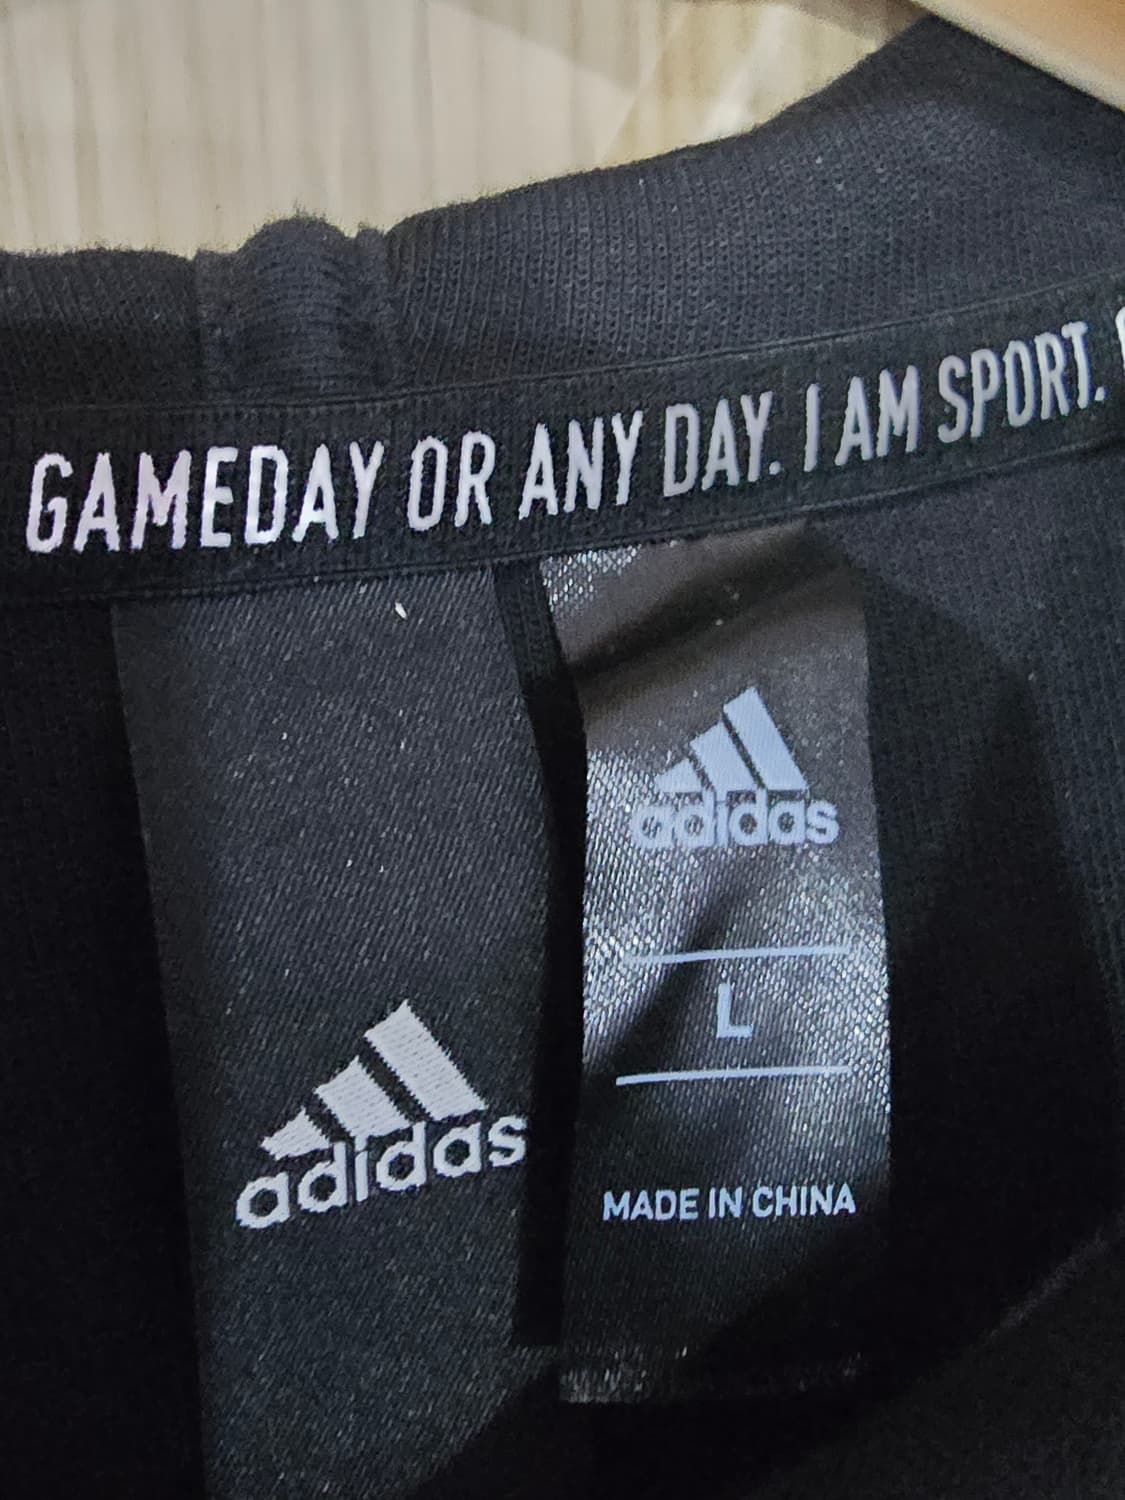 GAMEDAY OR ANY DAY. I AM SPORT.
adidas
adidas
L
MADE IN CHINA